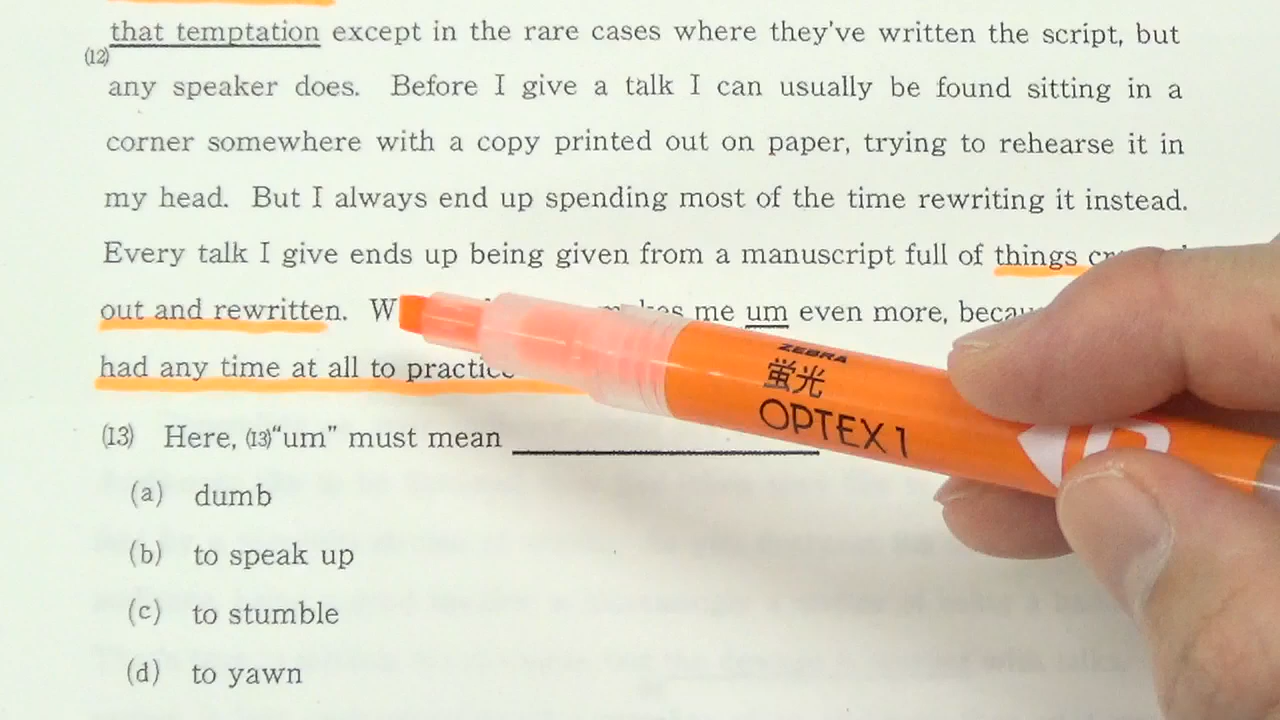 that temptation except in the rare cases where they've written the script, but
(12)
any speaker does. Before I give a talk I can usually be found sitting in a
corner somewhere with a copy printed out on paper, trying to rehearse it in
my head. But I always end up spending most of the time rewriting it instead.
Every talk I give ends up being given from a manuscript full of things
out and rewritten. me um even more,
had any time at all to
ZEBRA
蛍光
OPTEX 1
(13) Here, (13)"um" must mean
(a) dumb
(b) to speak up
(c) to stumble
(d) to yawn